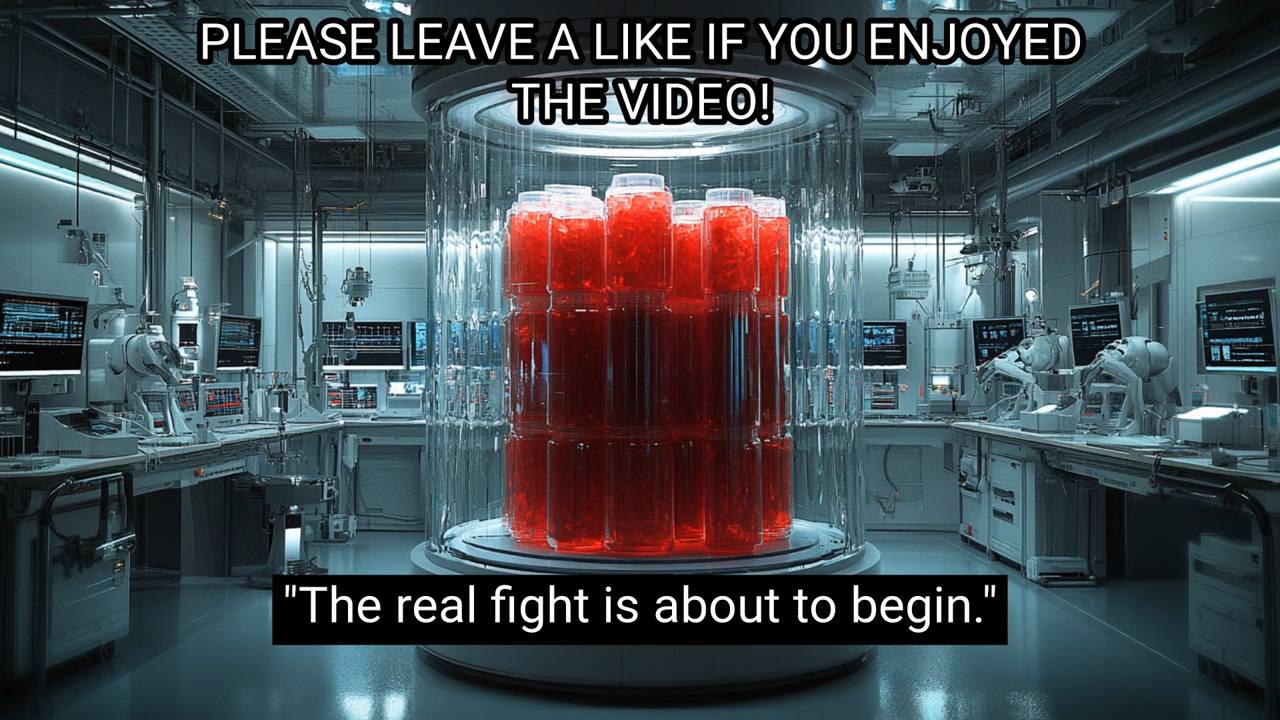 PLEASE LEAVE A LIKE IF YOU ENJOYED
THE VIDEO!
"The real fight is about to begin."